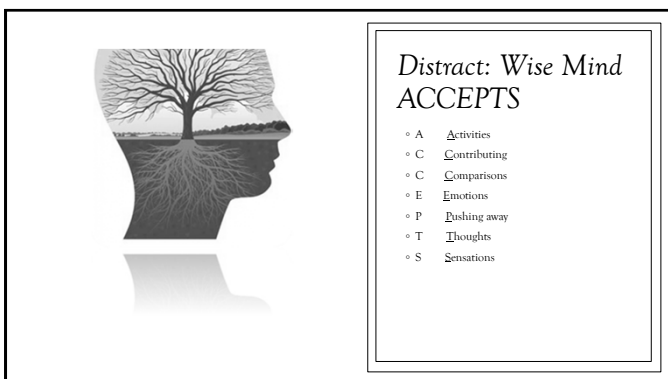 Distract: Wise Mind
ACCEPTS
◦ A Activities
◦ C Contributing
◦ C Comparisons
◦ E Emotions
◦ P Pushing away
◦ T Thoughts
◦ S Sensations